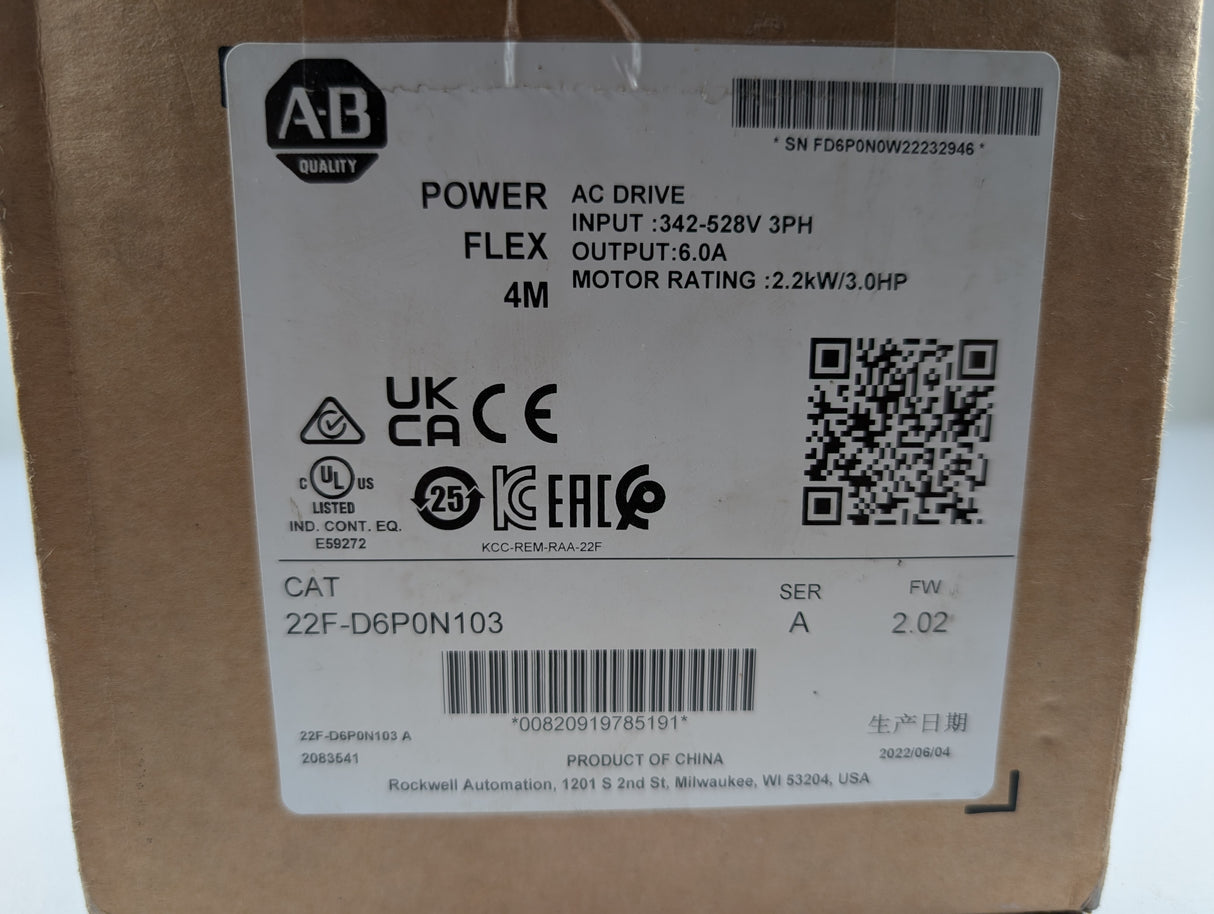 A·B
QUALITY
* SN FD6P0N0W22232946 *
POWER
FLEX
4M
AC DRIVE
INPUT :342-528V 3PH
OUTPUT:6.0A
MOTOR RATING :2.2kW/3.0HP
UK
CA
CE
C UL US
LISTED
IND. CONT. EQ.
E59272
25
KC
EAC
KCC-REM-RAA-22F
CAT
22F-D6P0N103
SER
A
FW
2.02
*00820919785191*
22F-D6P0N103 A
2083541
PRODUCT OF CHINA
Rockwell Automation, 1201 S 2nd St, Milwaukee, WI 53204, USA
生产日期
2022/06/04